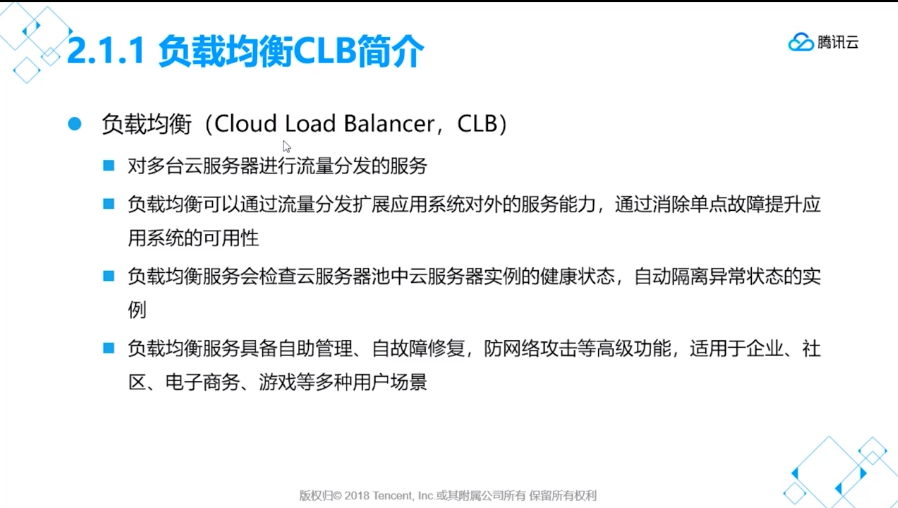 2.1.1 负载均衡CLB简介
腾讯云
负载均衡（Cloud Load Balancer，CLB）
对多台云服务器进行流量分发的服务
负载均衡可以通过流量分发扩展应用系统对外的服务能力，通过消除单点故障提升应
用系统的可用性
负载均衡服务会检查云服务器池中云服务器实例的健康状态，自动隔离异常状态的实
例
负载均衡服务具备自助管理、自故障修复，防网络攻击等高级功能，适用于企业、社
区、电子商务、游戏等多种用户场景
版权归© 2018 Tencent, Inc.或其附属公司所有 保留所有权利